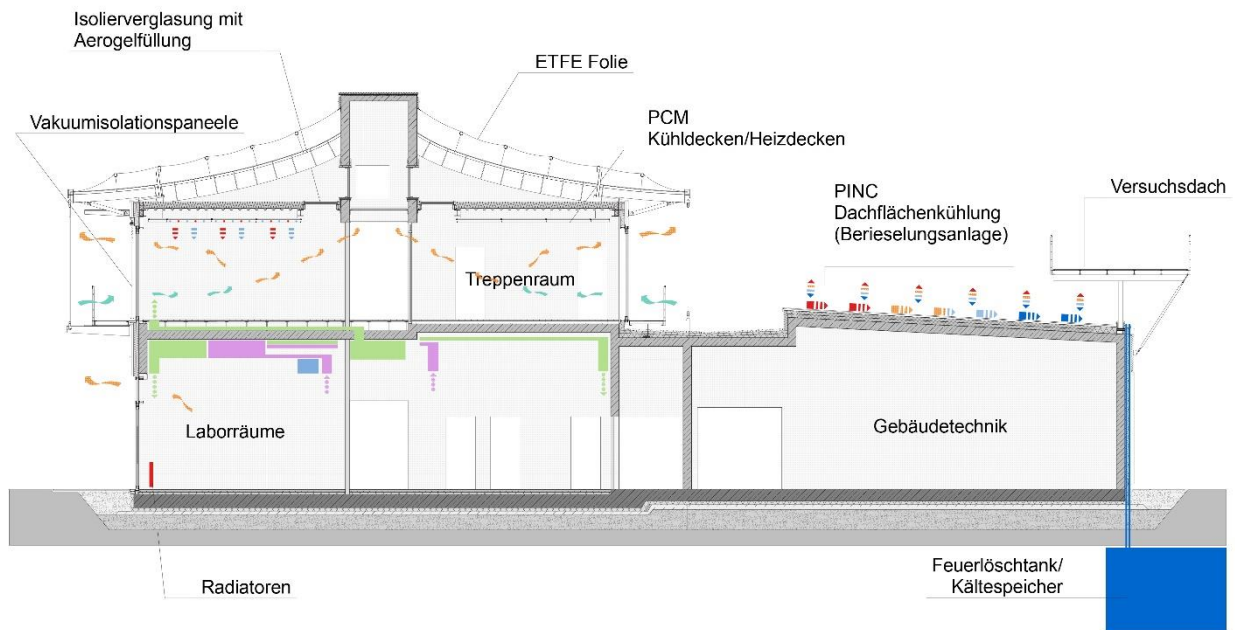 Isolierverglasung mit
Aerogelfüllung
ETFE Folie
Vakuumisolationspaneele
PCM
Kühldecken/Heizdecken
PINC
Dachflächenkühlung
(Berieselungsanlage)
Versuchsdach
Treppenraum
Laborräume
Gebäudetechnik
Radiatoren
Feuerlöschtank/
Kältespeicher